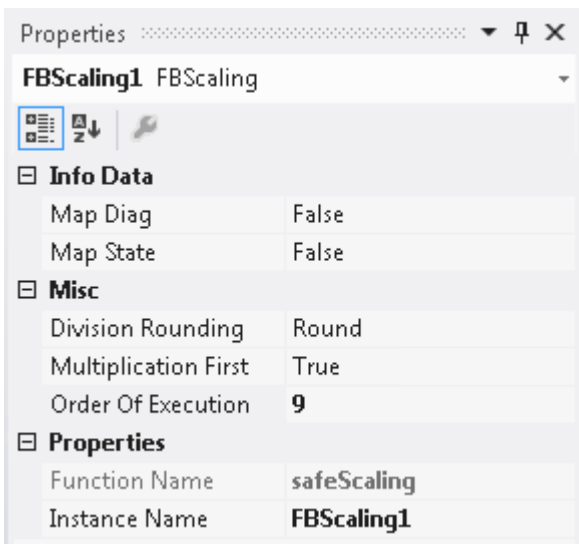 Properties
FBScaling1 FBScaling
Info Data
Map Diag False
Map State False
Misc
Division Rounding Round
Multiplication First True
Order Of Execution 9
Properties
Function Name safeScaling
Instance Name FBScaling1